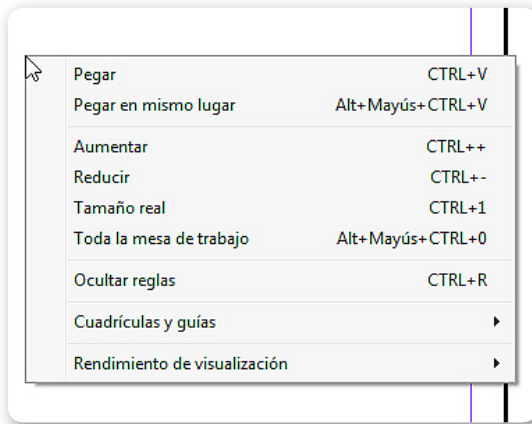 Pegar CTRL+V
Pegar en mismo lugar Alt+Mayús+CTRL+V
Aumentar CTRL++
Reducir CTRL+-
Tamaño real CTRL+1
Toda la mesa de trabajo Alt+Mayús+CTRL+0
Ocultar reglas CTRL+R
Cuadrículas y guías
Rendimiento de visualización